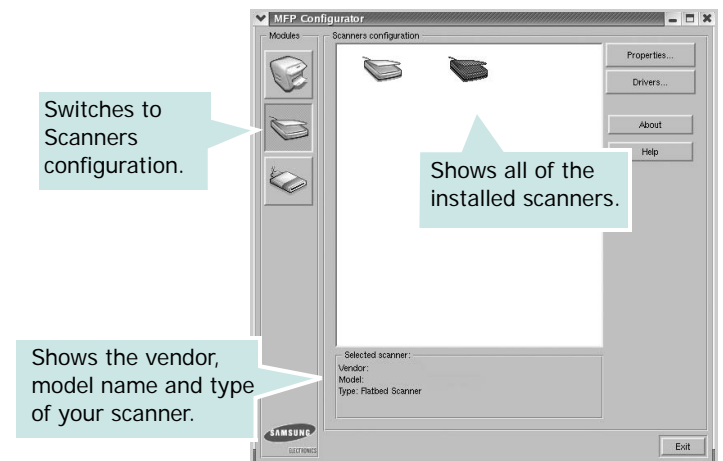 MFP Configurator
Modules
Scanners configuration
Properties...
Drivers...
About
Help
Switches to
Scanners
configuration.
Shows all of the
installed scanners.
Shows the vendor,
model name and type
of your scanner.
Selected scanner:
Vendor:
Model:
Type: Flatbed Scanner
SAMSUNG
ELECTRONICS
Exit